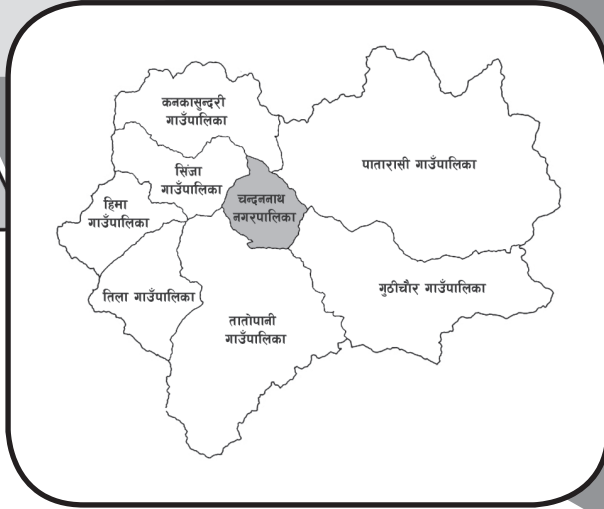 कनकासुन्दरी
गाउँपालिका
पातारासी गाउँपालिका
सिंजा
गाउँपालिका
हिमा
गाउँपालिका
चन्दननाथ
नगरपालिका
तिला गाउँपालिका
गुठीचौर गाउँपालिका
तातोपानी
गाउँपालिका